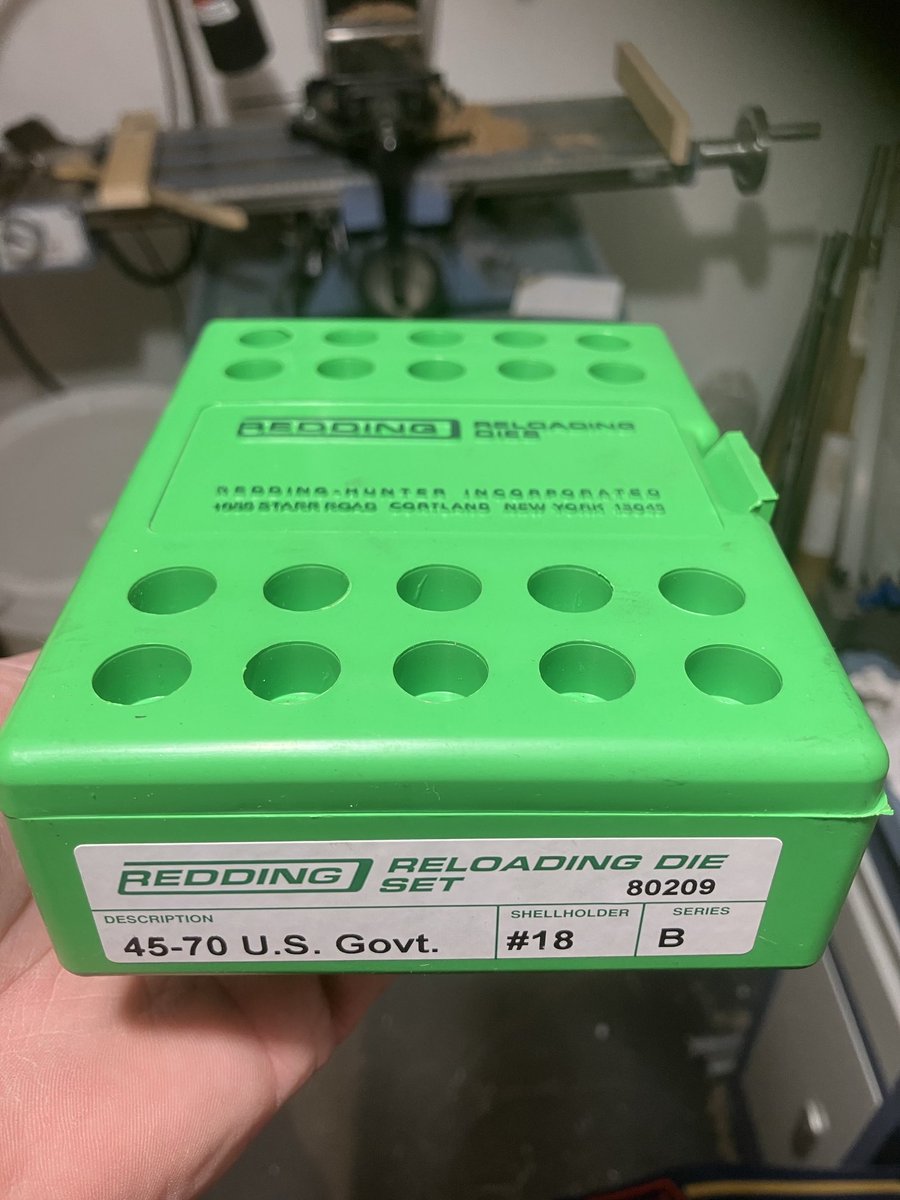 REDDING RELOADING
DIES
REDDING-HUNTER INCORPORATED
STARR ROAD CORTLAND NEW YORK 13045
REDDING RELOADING DIE
SET 80209
DESCRIPTION SHELLHOLDER SERIES
45-70 U.S. Govt. #18 B